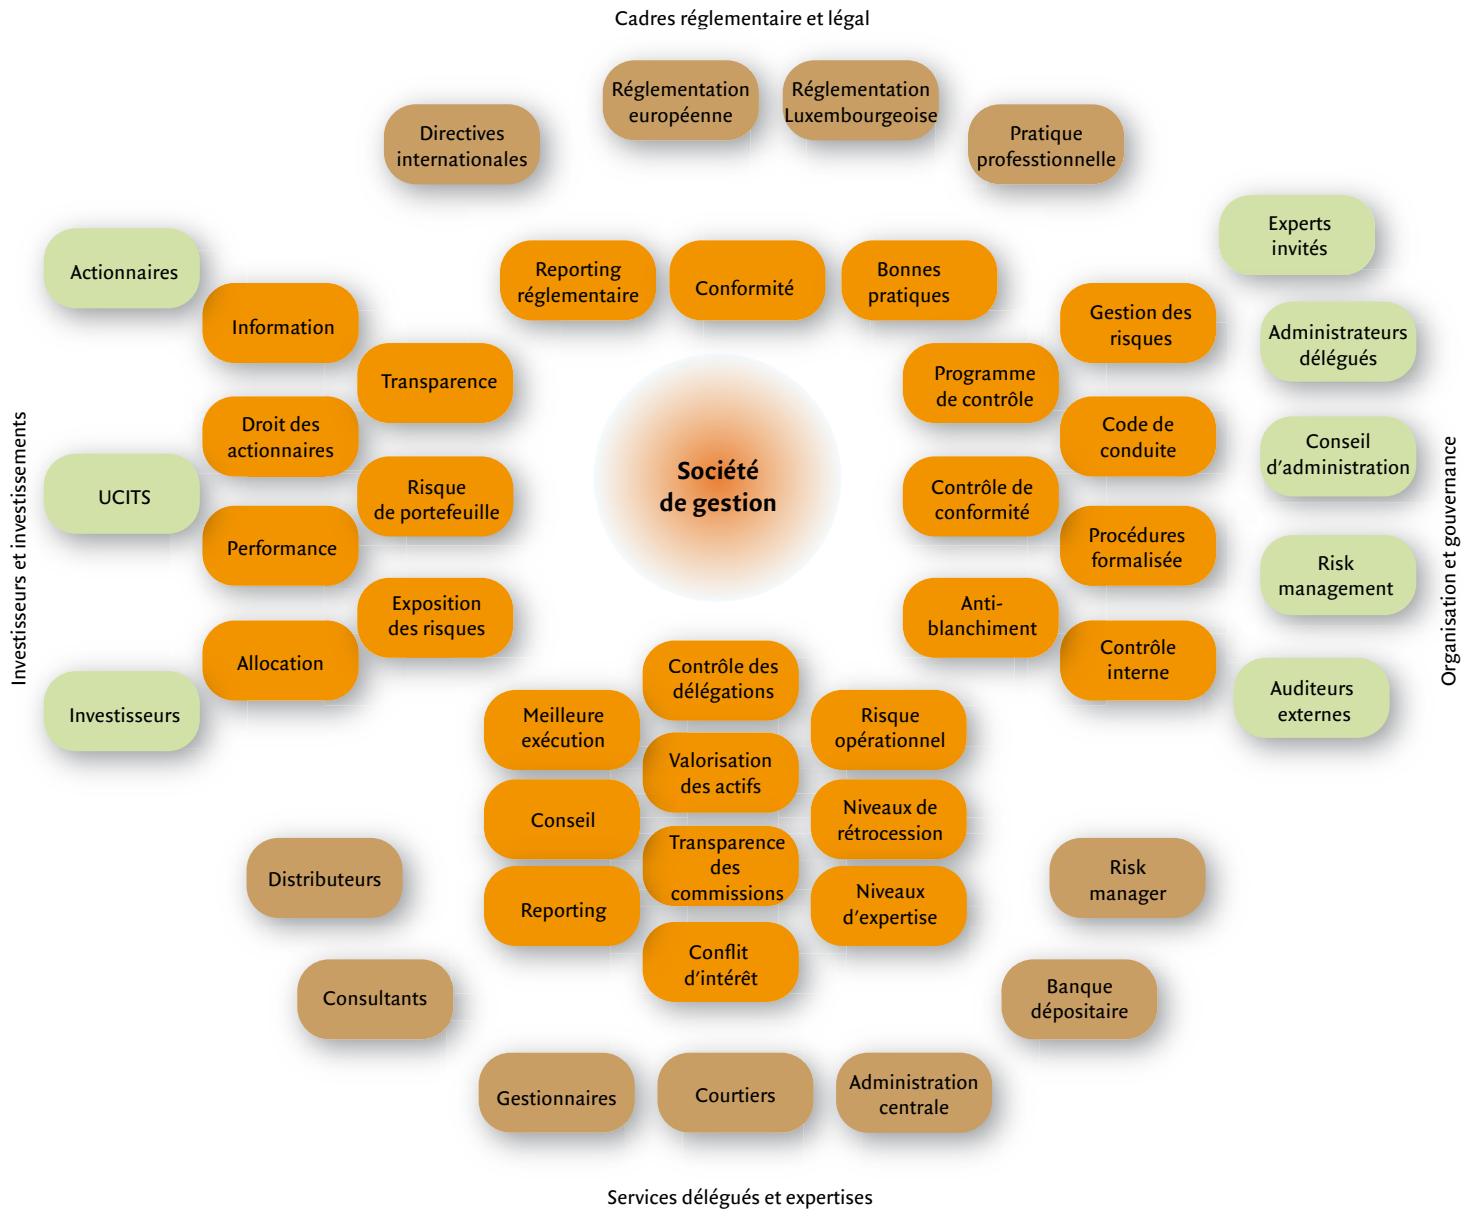 Cadres réglementaire et légal
Réglementation
européenne
Réglementation
Luxembourgeoise
Directives
internationales
Pratique
professtionnelle
Experts
invités
Actionnaires
Reporting
réglementaire
Conformité
Bonnes
pratiques
Information
Gestion des
risques
Administrateurs
délégués
Transparence
Programme
de contrôle
Droit des
actionnaires
Code de
conduite
Conseil
d'administration
Investisseurs et investissements
Organisation et gouvernance
Société
de gestion
UCITS
Risque
de portefeuille
Contrôle de
conformité
Performance
Procédures
formalisée
Risk
management
Exposition
des risques
Anti-
blanchiment
Allocation
Contrôle
interne
Contrôle des
délégations
Investisseurs
Auditeurs
externes
Meilleure
exécution
Risque
opérationnel
Valorisation
des actifs
Conseil
Niveaux de
rétrocession
Transparence
des
commissions
Distributeurs
Risk
manager
Reporting
Niveaux
d'expertise
Conflit
d'intérêt
Consultants
Banque
dépositaire
Gestionnaires
Courtiers
Administration
centrale
Services délégués et expertises